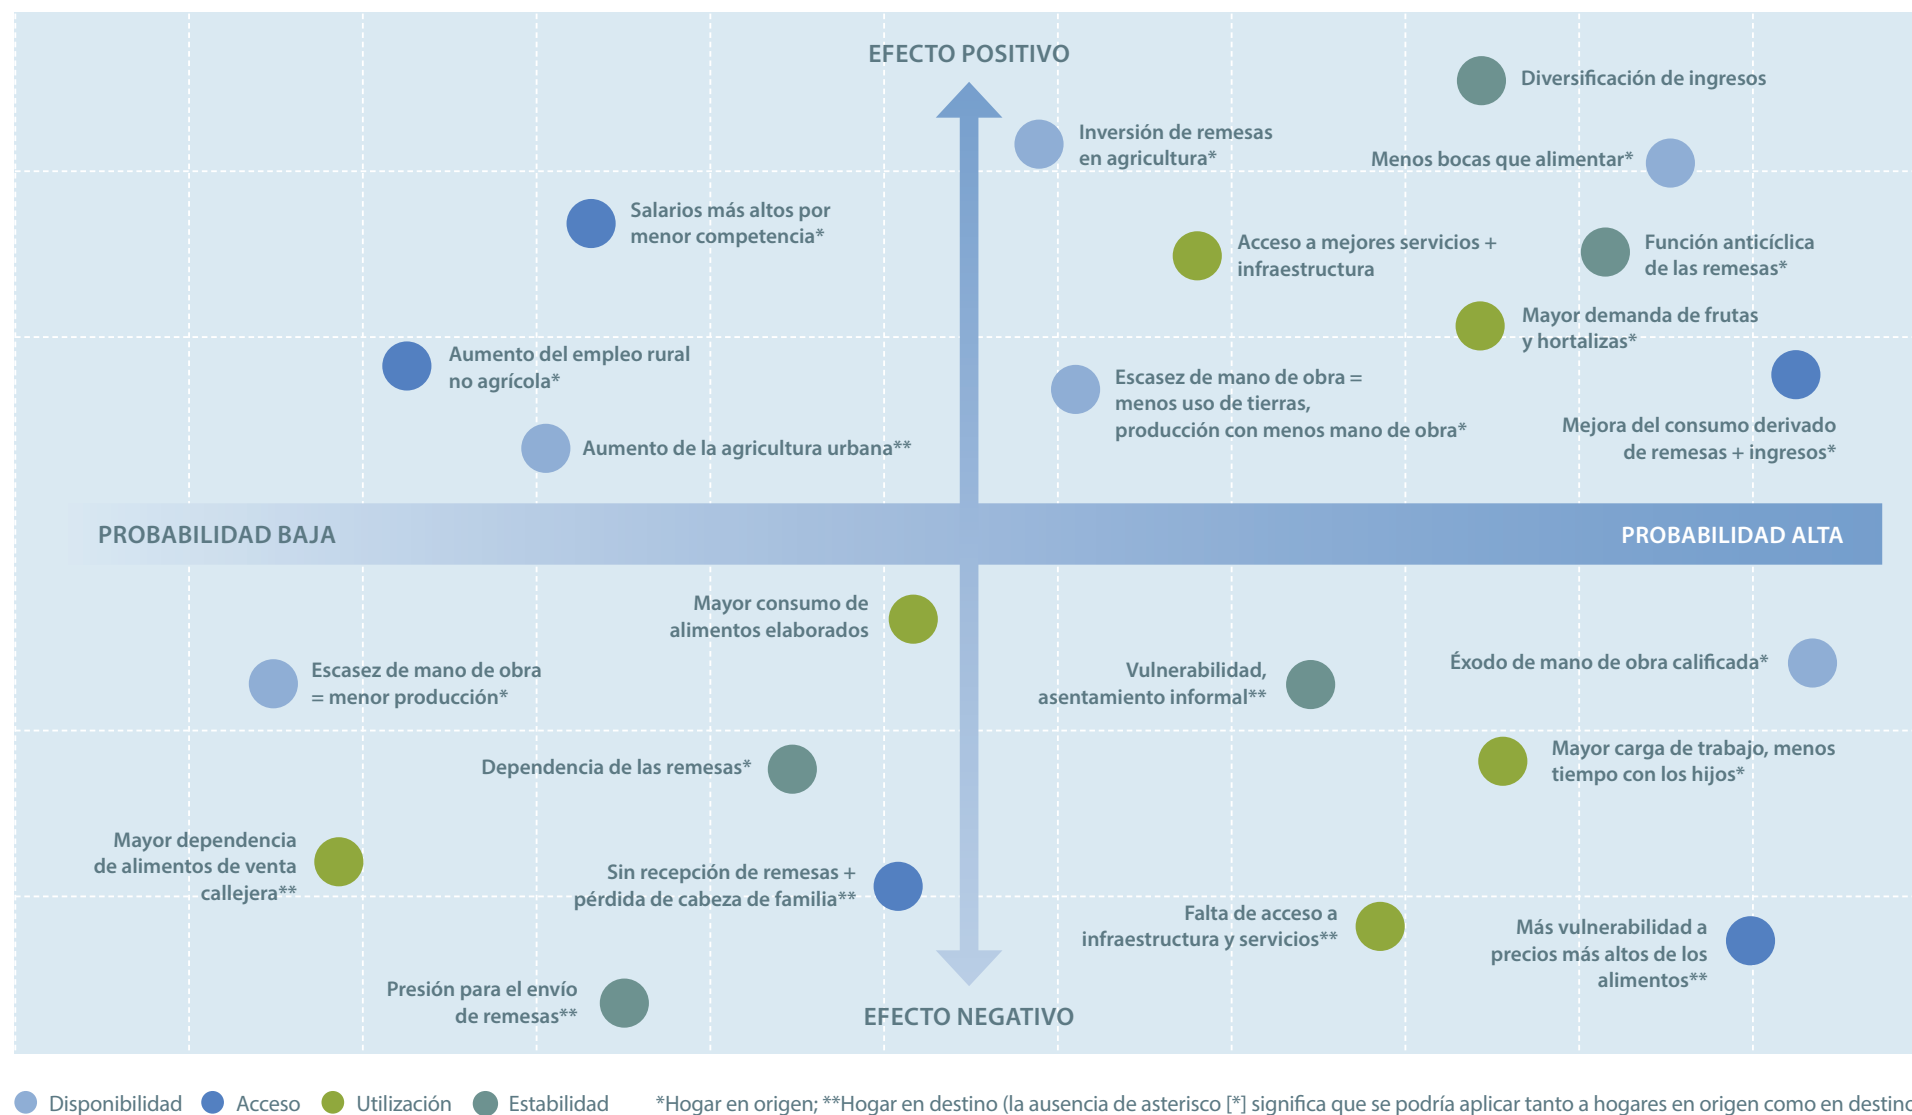 EFECTO POSITIVO
Diversificación de ingresos
Inversión de remesas
en agricultura*
Menos bocas que alimentar*
Salarios más altos por
menor competencia*
Acceso a mejores servicios +
infraestructura
Función anticíclica
de las remesas*
Mayor demanda de frutas
y hortalizas*
Aumento del empleo rural
no agrícola*
Escasez de mano de obra =
menos uso de tierras,
producción con menos mano de obra*
Mejora del consumo derivado
de remesas + ingresos*
Aumento de la agricultura urbana**
PROBABILIDAD BAJA
PROBABILIDAD ALTA
Mayor consumo de
alimentos elaborados
Escasez de mano de obra
= menor producción*
Vulnerabilidad,
asentamiento informal**
Éxodo de mano de obra calificada*
Dependencia de las remesas*
Mayor carga de trabajo, menos
tiempo con los hijos*
Mayor dependencia
de alimentos de venta
callejera**
Sin recepción de remesas +
pérdida de cabeza de familia**
Falta de acceso a
infraestructura y servicios**
Más vulnerabilidad a
precios más altos de los
alimentos**
Presión para el envío
de remesas**
EFECTO NEGATIVO
Disponibilidad Acceso Utilización Estabilidad *Hogar en origen; **Hogar en destino (la ausencia de asterisco [*] significa que se podría aplicar tanto a hogares en origen como en destino